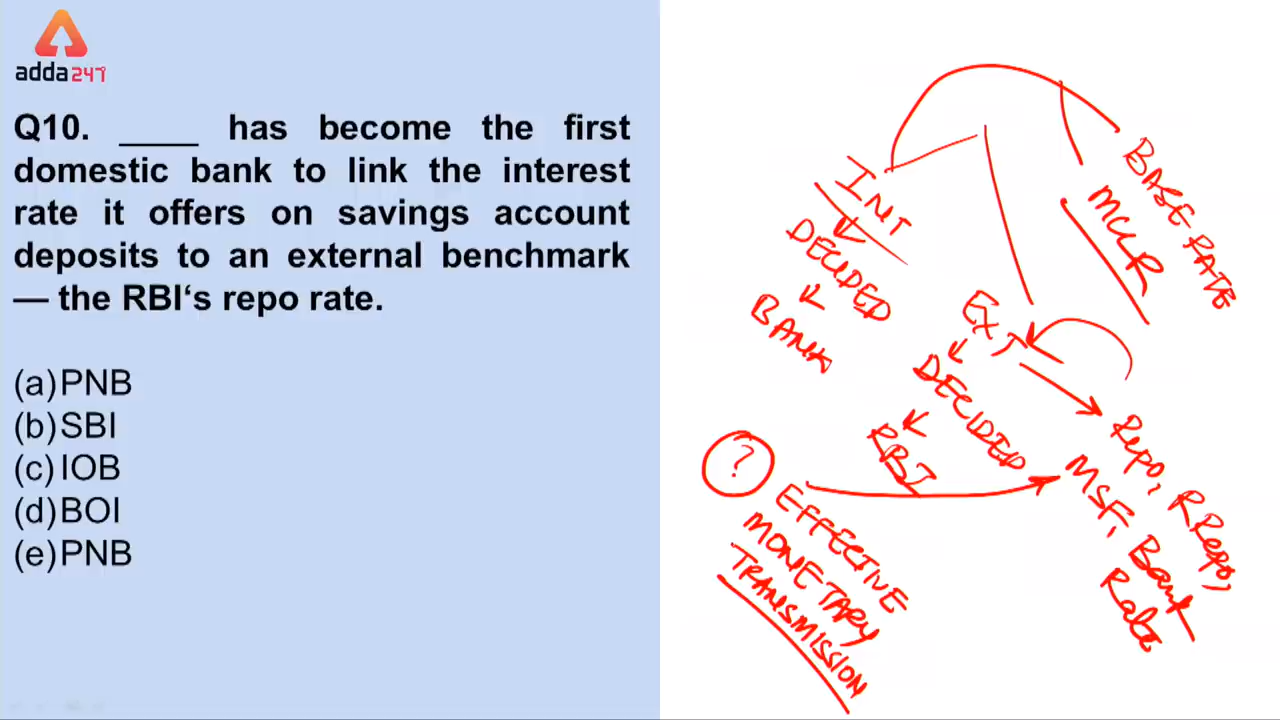 adda247
Q10. ____ has become the first
domestic bank to link the interest
rate it offers on savings account
deposits to an external benchmark
— the RBI‘s repo rate.
(a) PNB
(b) SBI
(c) IOB
(d) BOI
(e) PNB
INT
DECIDED
BANK
BASE RATE
MCLR
EXT
DECIDED
RBI
Repo, RRepo,
MSF, Bank
Rate
?
EFFECTIVE
MONETARY
TRANSMISSION